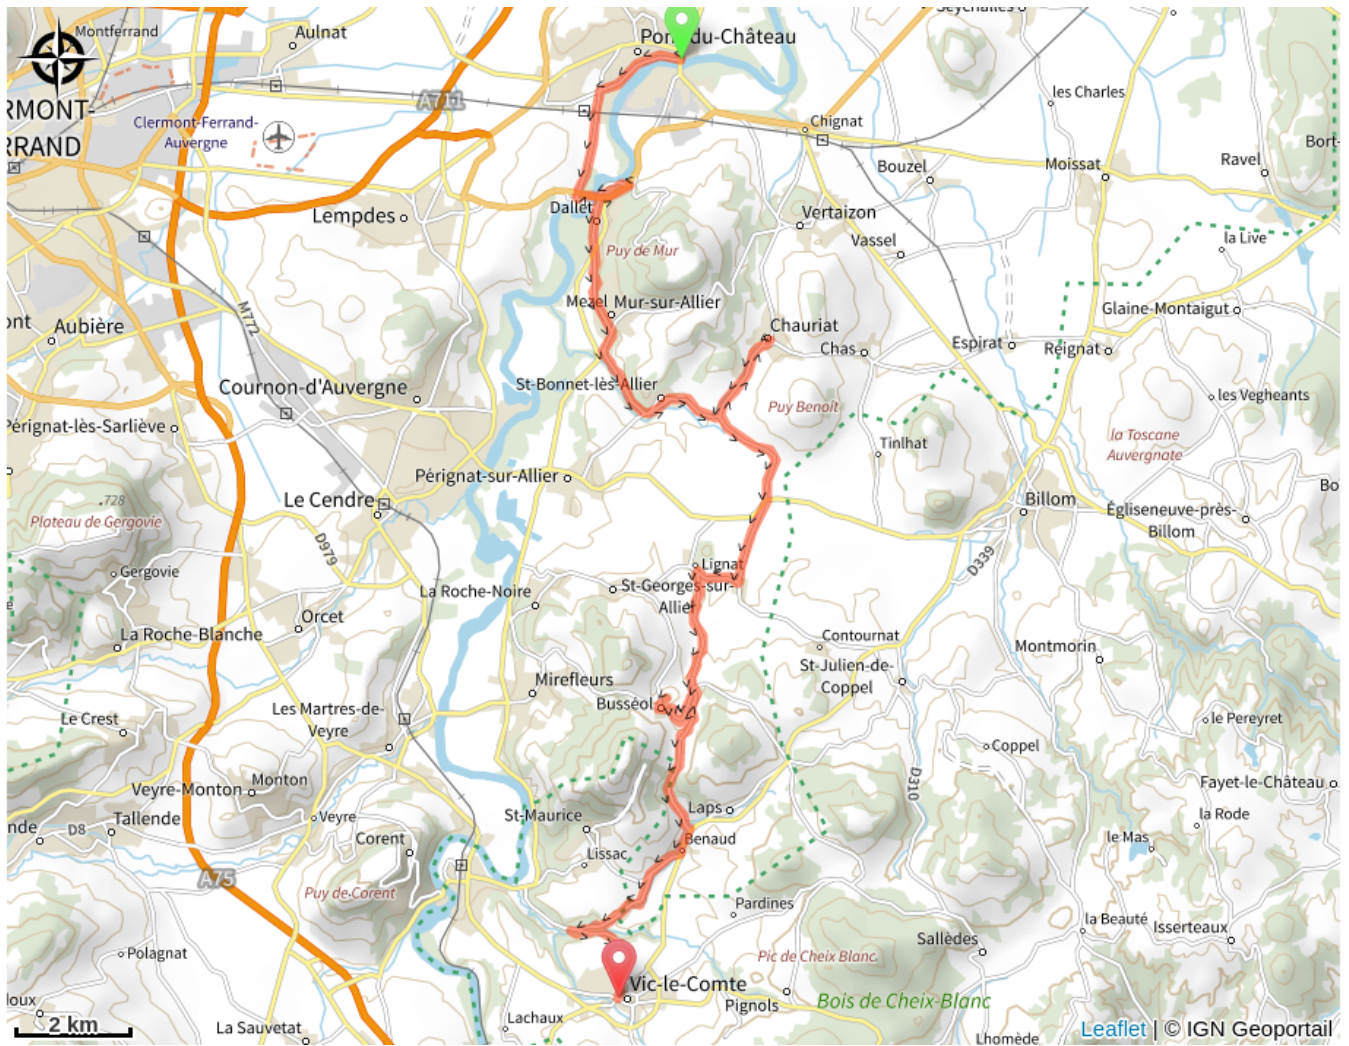 Seychalles
Montferrand
Aulnat
Pont-du-Château
A711
les Charles
RMONT-
RRAND
Clermont-Ferrand-
Auvergne
Chignat
Bort-
Bouzel
Moissat
Ravel
Lempdes
Dallet
Vertaizon
Vassel
la Live
Puy de Mur
Mezel
Mur-sur-Allier
M772
ont
Aubière
Chauriat
Chas
Espirat
Reignat
Glaine-Montaigut
Cournon-d'Auvergne
St-Bonnet-lès-Allier
Puy Benoît
les Vegheants
Pérignat-lès-Sarliève
Tinlhat
la Toscane
Auvergnate
Pérignat-sur-Allier
Le Cendre
.728
Plateau de Gergovie
Billom
Bo
Égliseneuve-près-
Billom
D979
D339
Gergovie
Lignat
La Roche-Noire
St-Georges-sur-
Allier
e
Orcet
La Roche-Blanche
Contournat
Montmorin
St-Julien-de-
Coppel
Mirefleurs
Busséol
Le Crest
Les Martres-de-
Veyre
le Pereyret
Coppel
Veyre-Monton
Monton
D310
Fayet-le-Château
Laps
St-Maurice
la Rode
nde
D8
Tallende
Veyre
Corent
Benaud
le Mas
Lissac
A75
Puy de Corent
Pardines
la Beauté
Isserteaux
Sallèdes
Polagnat
Pic de Cheix Blanc
Vic-le-Comte
Pignols
Bois de Cheix-Blanc
loux
2 km
La Sauvetat
Lachaux
Lhomède
Leaflet | © IGN Geoportail